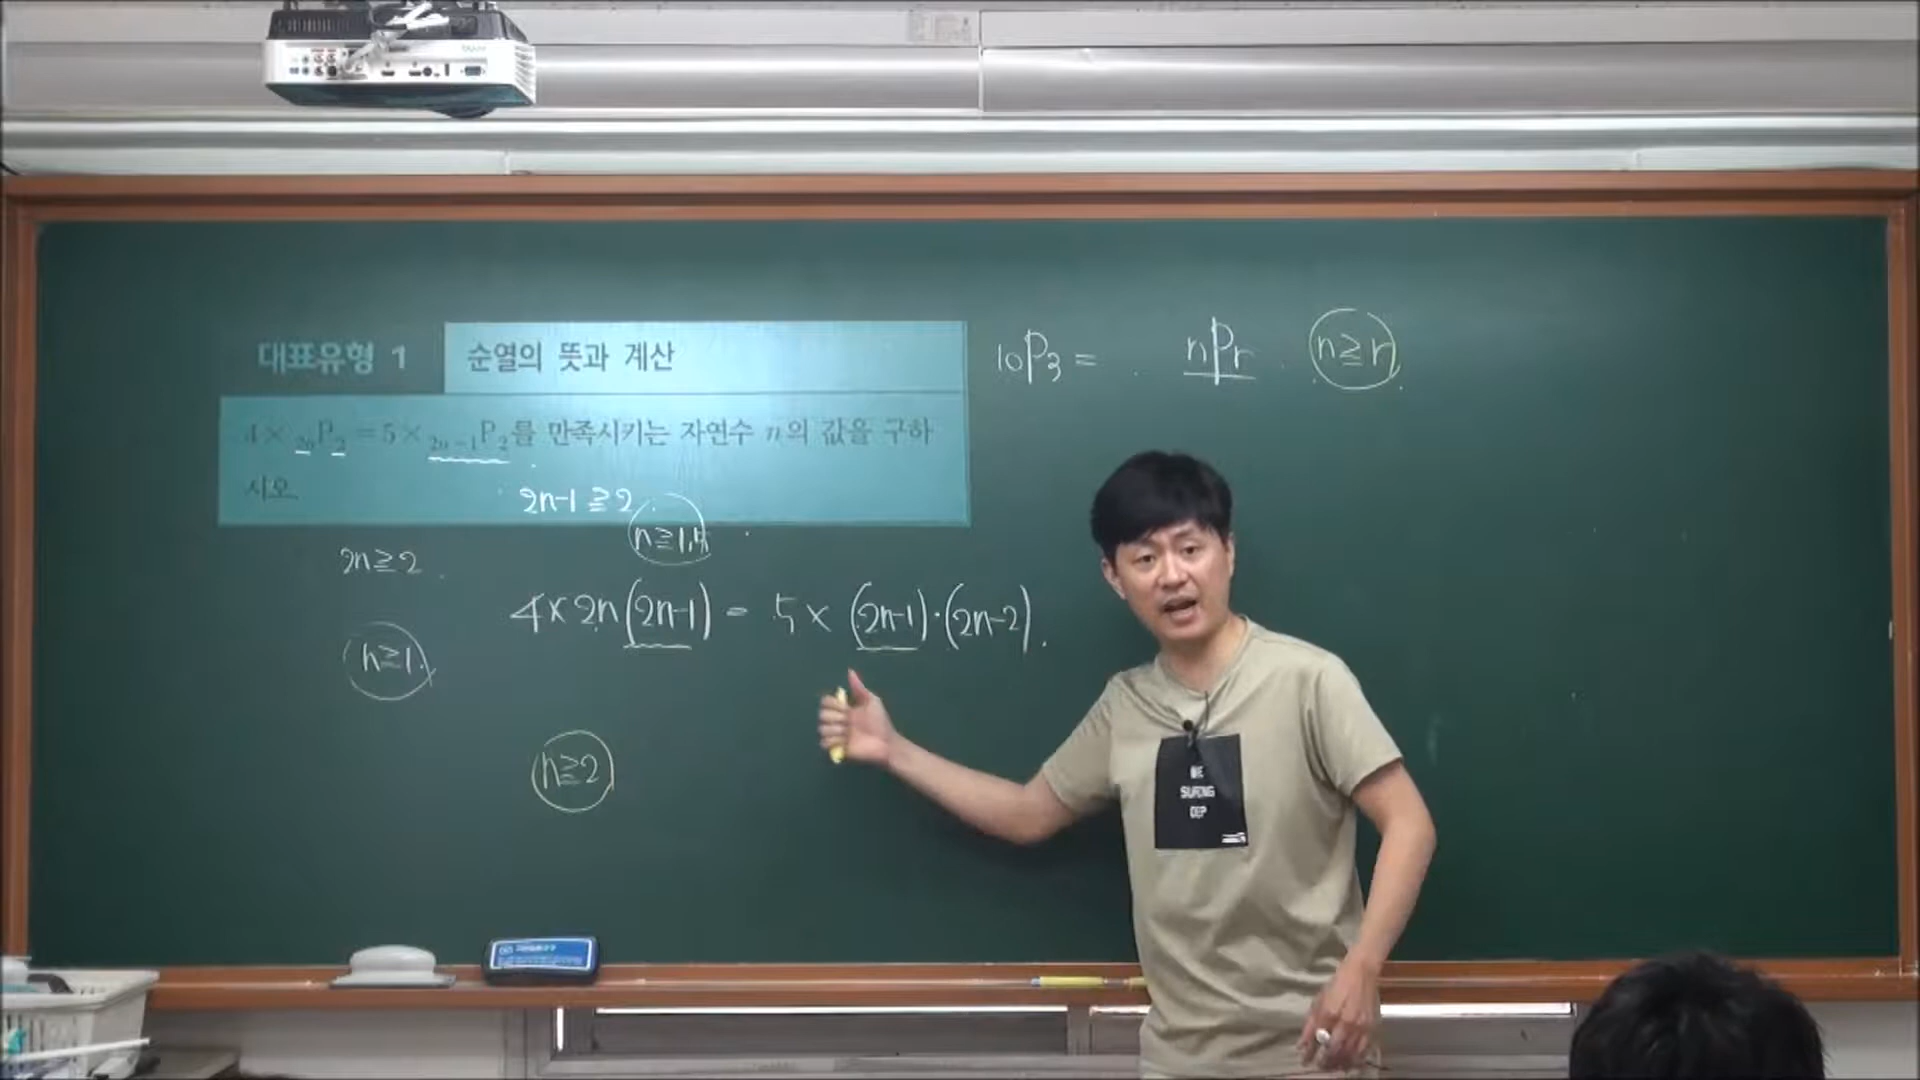 대표유형 1 순열의 뜻과 계산
4 × ₂ₙP₂ = 5 × ₂ₙ₋₁P₂를 만족시키는 자연수 n의 값을 구하
시오.
₁₀P₃ = ₙPᵣ n≧r
2n-1≧2
n≧1.5
2n≧2
n≧1
4×2n(2n-1) = 5×(2n-1)·(2n-2)
n≧2